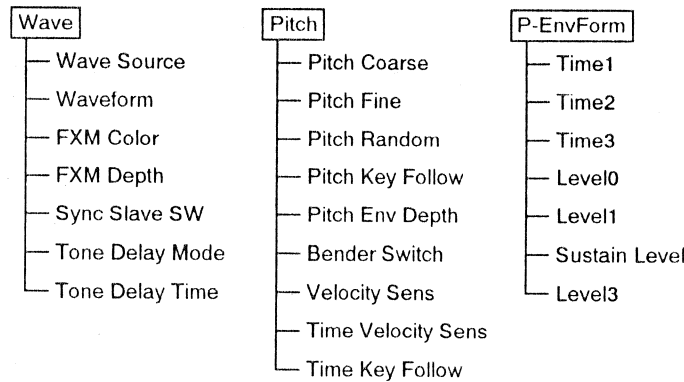 Wave
Wave Source
Waveform
FXM Color
FXM Depth
Sync Slave SW
Tone Delay Mode
Tone Delay Time
Pitch
Pitch Coarse
Pitch Fine
Pitch Random
Pitch Key Follow
Pitch Env Depth
Bender Switch
Velocity Sens
Time Velocity Sens
Time Key Follow
P-EnvForm
Time1
Time2
Time3
Level0
Level1
Sustain Level
Level3